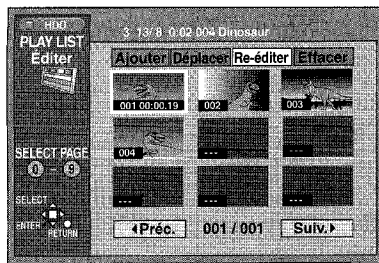 HDD
PLAY LIST
Éditer
3 13/8 0:02 004 Dinosaur
Ajouter Déplacer Re-éditer Effacer
001 00:00.19 002 003
004 --- ---
--- --- ---
SELECT PAGE
0 - 9
SELECT
ENTER RETURN
Préc. 001 / 001 Suiv.